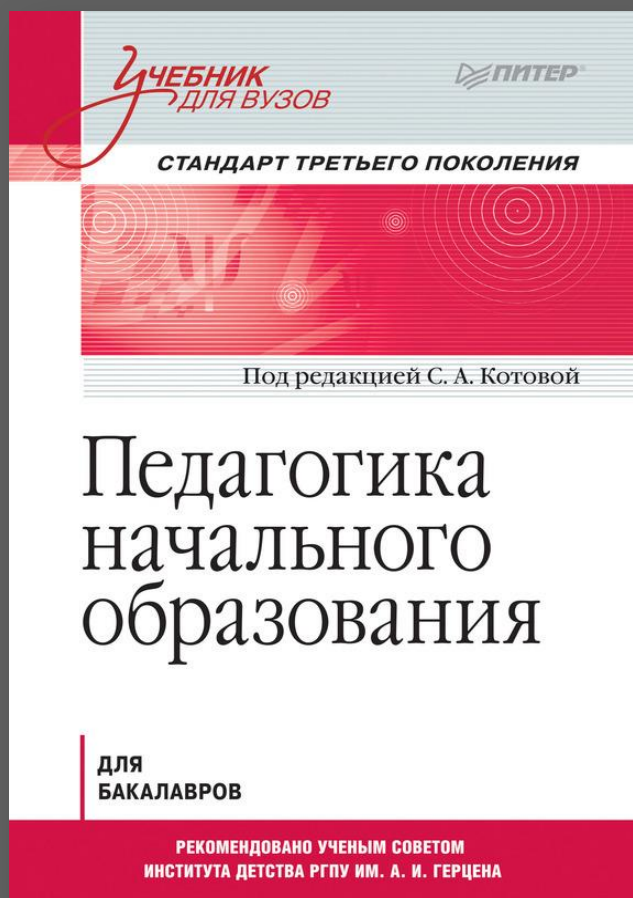 УЧЕБНИК
ДЛЯ ВУЗОВ
ПИТЕР®
СТАНДАРТ ТРЕТЬЕГО ПОКОЛЕНИЯ
Под редакцией С. А. Котовой
Педагогика
начального
образования
ДЛЯ
БАКАЛАВРОВ
РЕКОМЕНДОВАНО УЧЕНЫМ СОВЕТОМ
ИНСТИТУТА ДЕТСТВА РГПУ ИМ. А. И. ГЕРЦЕНА